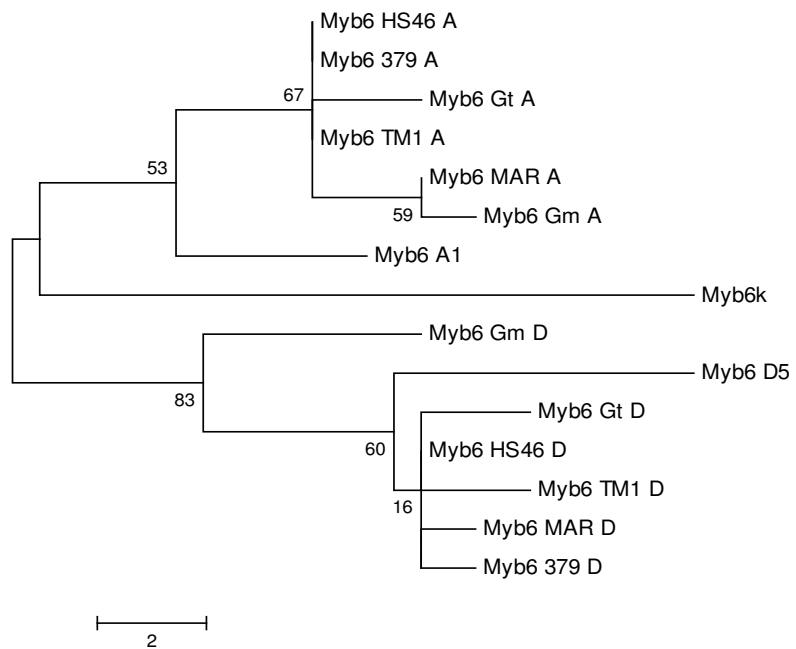 Myb6 HS46 A
Myb6 379 A
67
Myb6 Gt A
Myb6 TM1 A
53
Myb6 MAR A
59
Myb6 Gm A
Myb6 A1
Myb6k
Myb6 Gm D
Myb6 D5
83
Myb6 Gt D
60
Myb6 HS46 D
Myb6 TM1 D
16
Myb6 MAR D
Myb6 379 D
2